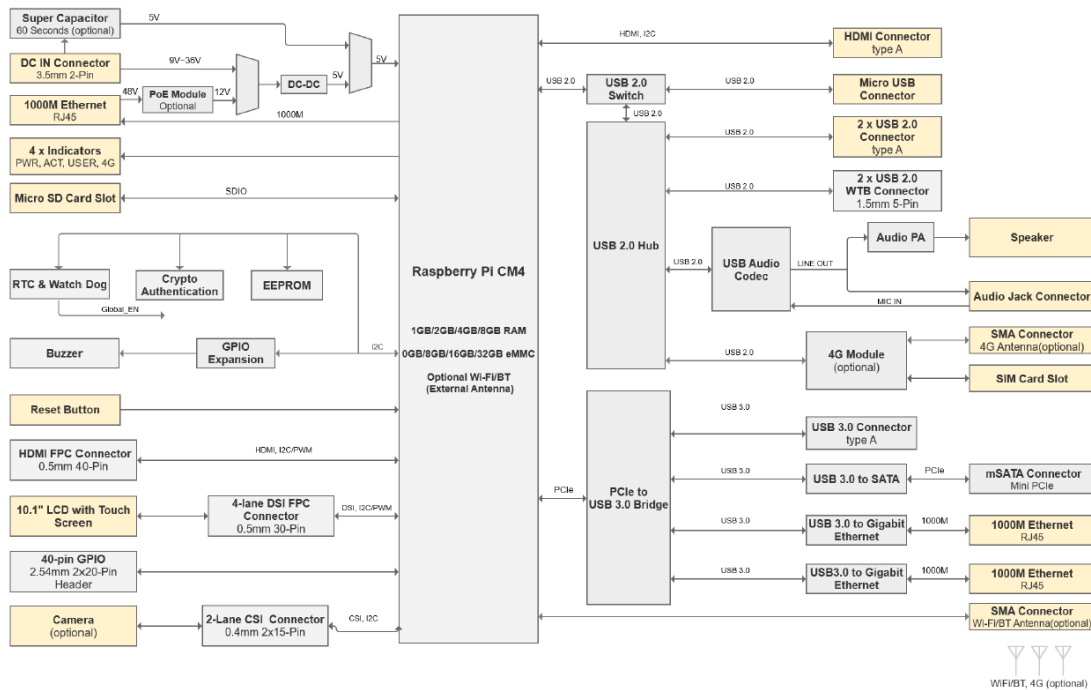 Super Capacitor
60 Seconds (optional)
5V
DC IN Connector
3.5mm 2-Pin
9V~36V
5V
5V
DC-DC
48V
PoE Module
Optional
12V
1000M Ethernet
RJ45
1000M
4 x Indicators
PWR, ACT, USER, 4G
Micro SD Card Slot
SDIO
RTC & Watch Dog
Crypto
Authentication
EEPROM
Global_EN
Buzzer
GPIO
Expansion
I2C
Reset Button
HDMI FPC Connector
0.5mm 40-Pin
HDMI, I2C/PWM
10.1" LCD with Touch
Screen
4-lane DSI FPC
Connector
0.5mm 30-Pin
DSI, I2C/PWM
40-pin GPIO
2.54mm 2x20-Pin
Header
Camera
(optional)
2-Lane CSI Connector
0.4mm 2x15-Pin
CSI, I2C
Raspberry Pi CM4
1GB/2GB/4GB/8GB RAM
0GB/8GB/16GB/32GB eMMC
Optional Wi-Fi/BT
(External Antenna)
HDMI, I2C
HDMI Connector
type A
USB 2.0
USB 2.0
Switch
USB 2.0
Micro USB
Connector
USB 2.0
USB 2.0 Hub
USB 2.0
2 x USB 2.0
Connector
type A
USB 2.0
2 x USB 2.0
WTB Connector
1.5mm 5-Pin
USB 2.0
USB Audio
Codec
LINE OUT
Audio PA
Speaker
MIC IN
Audio Jack Connector
USB 2.0
4G Module
(optional)
SMA Connector
4G Antenna(optional)
SIM Card Slot
PCIe
PCIe to
USB 3.0 Bridge
USB 3.0
USB 3.0 Connector
type A
USB 3.0
USB 3.0 to SATA
PCIe
mSATA Connector
Mini PCIe
USB 3.0
USB 3.0 to Gigabit
Ethernet
1000M
1000M Ethernet
RJ45
USB 3.0
USB3.0 to Gigabit
Ethernet
1000M
1000M Ethernet
RJ45
SMA Connector
Wi-Fi/BT Antenna(optional)
WiFi/BT, 4G (optional)